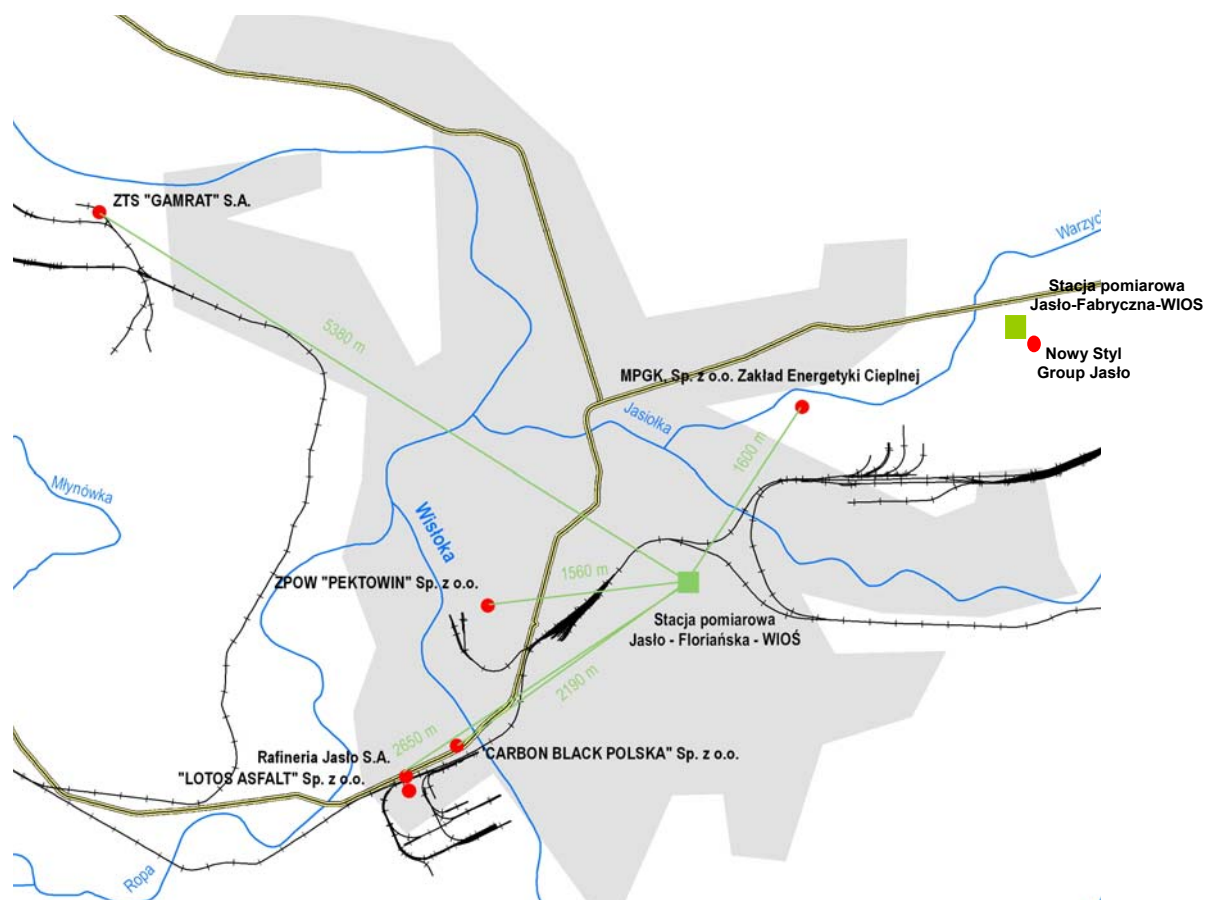 ZTS "GAMRAT" S.A.
Warzyc
Stacja pomiarowa
Jasło-Fabryczna-WIOS
5380 m
Nowy Styl
Group Jasło
MPGK, Sp. z o.o. Zakład Energetyki Cieplnej
Jasiołka
1600 m
Młynówka
Wisłoka
1560 m
ZPOW "PEKTOWIN" Sp. z o.o.
Stacja pomiarowa
Jasło - Floriańska - WIOŚ
2190 m
2650 m
Rafineria Jasło S.A.
"CARBON BLACK POLSKA" Sp. z o.o.
"LOTOS ASFALT" Sp. z o.o.
Ropa